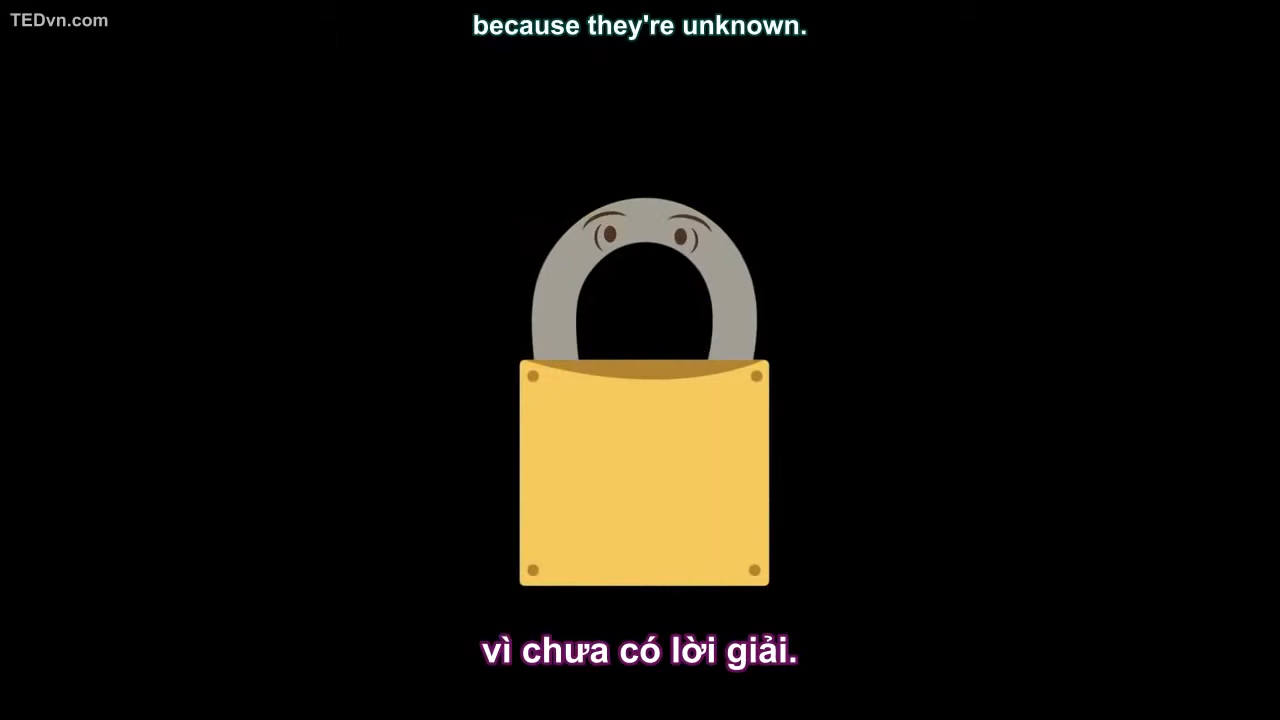 TEDvn.com
because they're unknown.
vì chưa có lời giải.